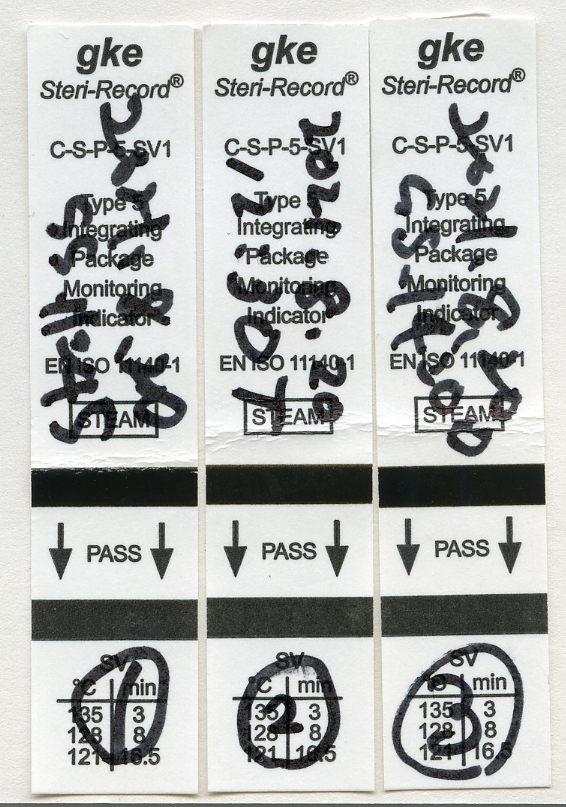 gke
Steri-Record®
C-S-P-5-SV1
Type 5
Integrating
Package
Monitoring
Indicator
EN ISO 11140-1
STEAM
PASS
SV
°C min
135 3
128 8
121 16.5
1
gke
Steri-Record®
C-S-P-5-SV1
Type 5
Integrating
Package
Monitoring
Indicator
EN ISO 11140-1
STEAM
2021.8.29
PASS
SV
°C min
135 3
128 8
121 16.5
2
gke
Steri-Record®
C-S-P-5-SV1
Type 5
Integrating
Package
Monitoring
Indicator
EN ISO 11140-1
STEAM
PASS
SV
°C min
135 3
128 8
121 16.5
3